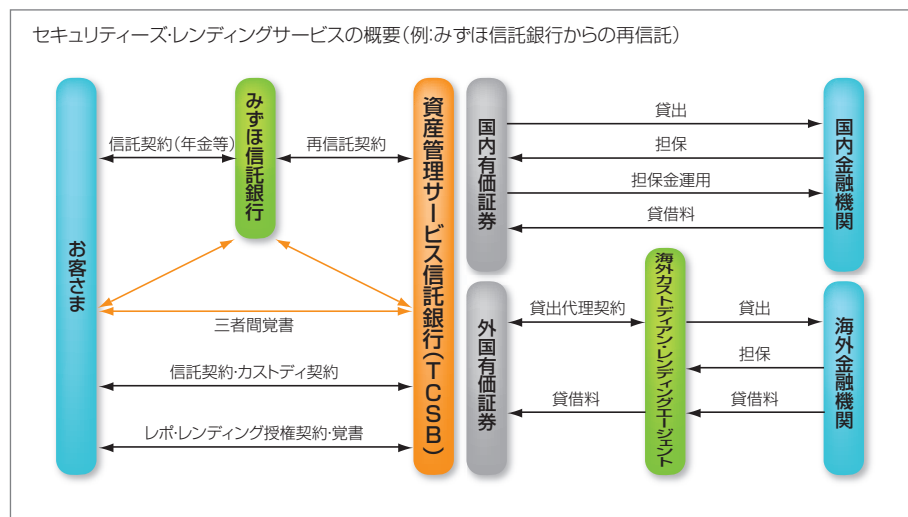 セキュリティーズ・レンディングサービスの概要(例:みずほ信託銀行からの再信託)
お客さま
信託契約(年金等)
みずほ信託銀行
再信託契約
三者間覚書
信託契約・カストディ契約
レポ・レンディング授権契約・覚書
資産管理サービス信託銀行(TCSB)
国内有価証券
貸出
担保
担保金運用
貸借料
国内金融機関
外国有価証券
貸出代理契約
貸借料
海外カストディアン・レンディングエージェント
貸出
担保
貸借料
海外金融機関